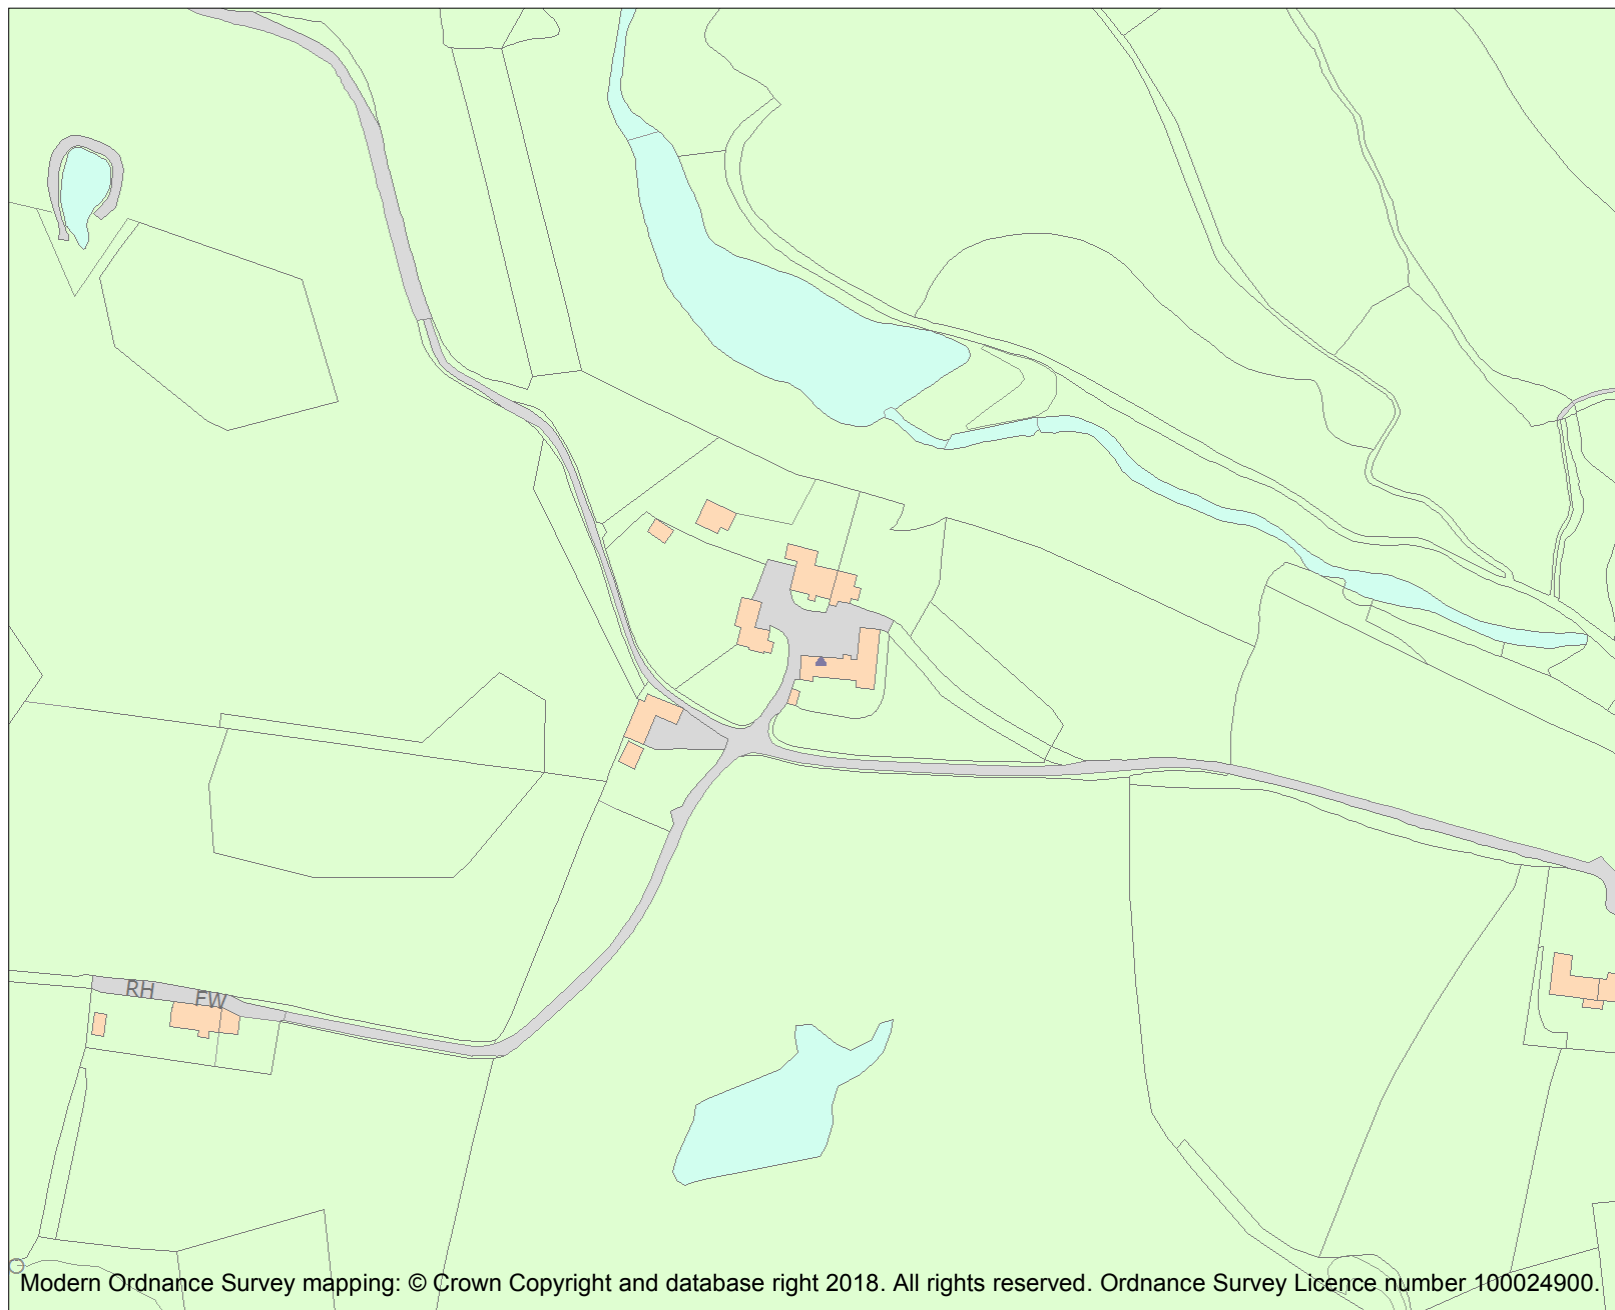 RH
FW
Modern Ordnance Survey mapping: © Crown Copyright and database right 2018. All rights reserved. Ordnance Survey Licence number 100024900.